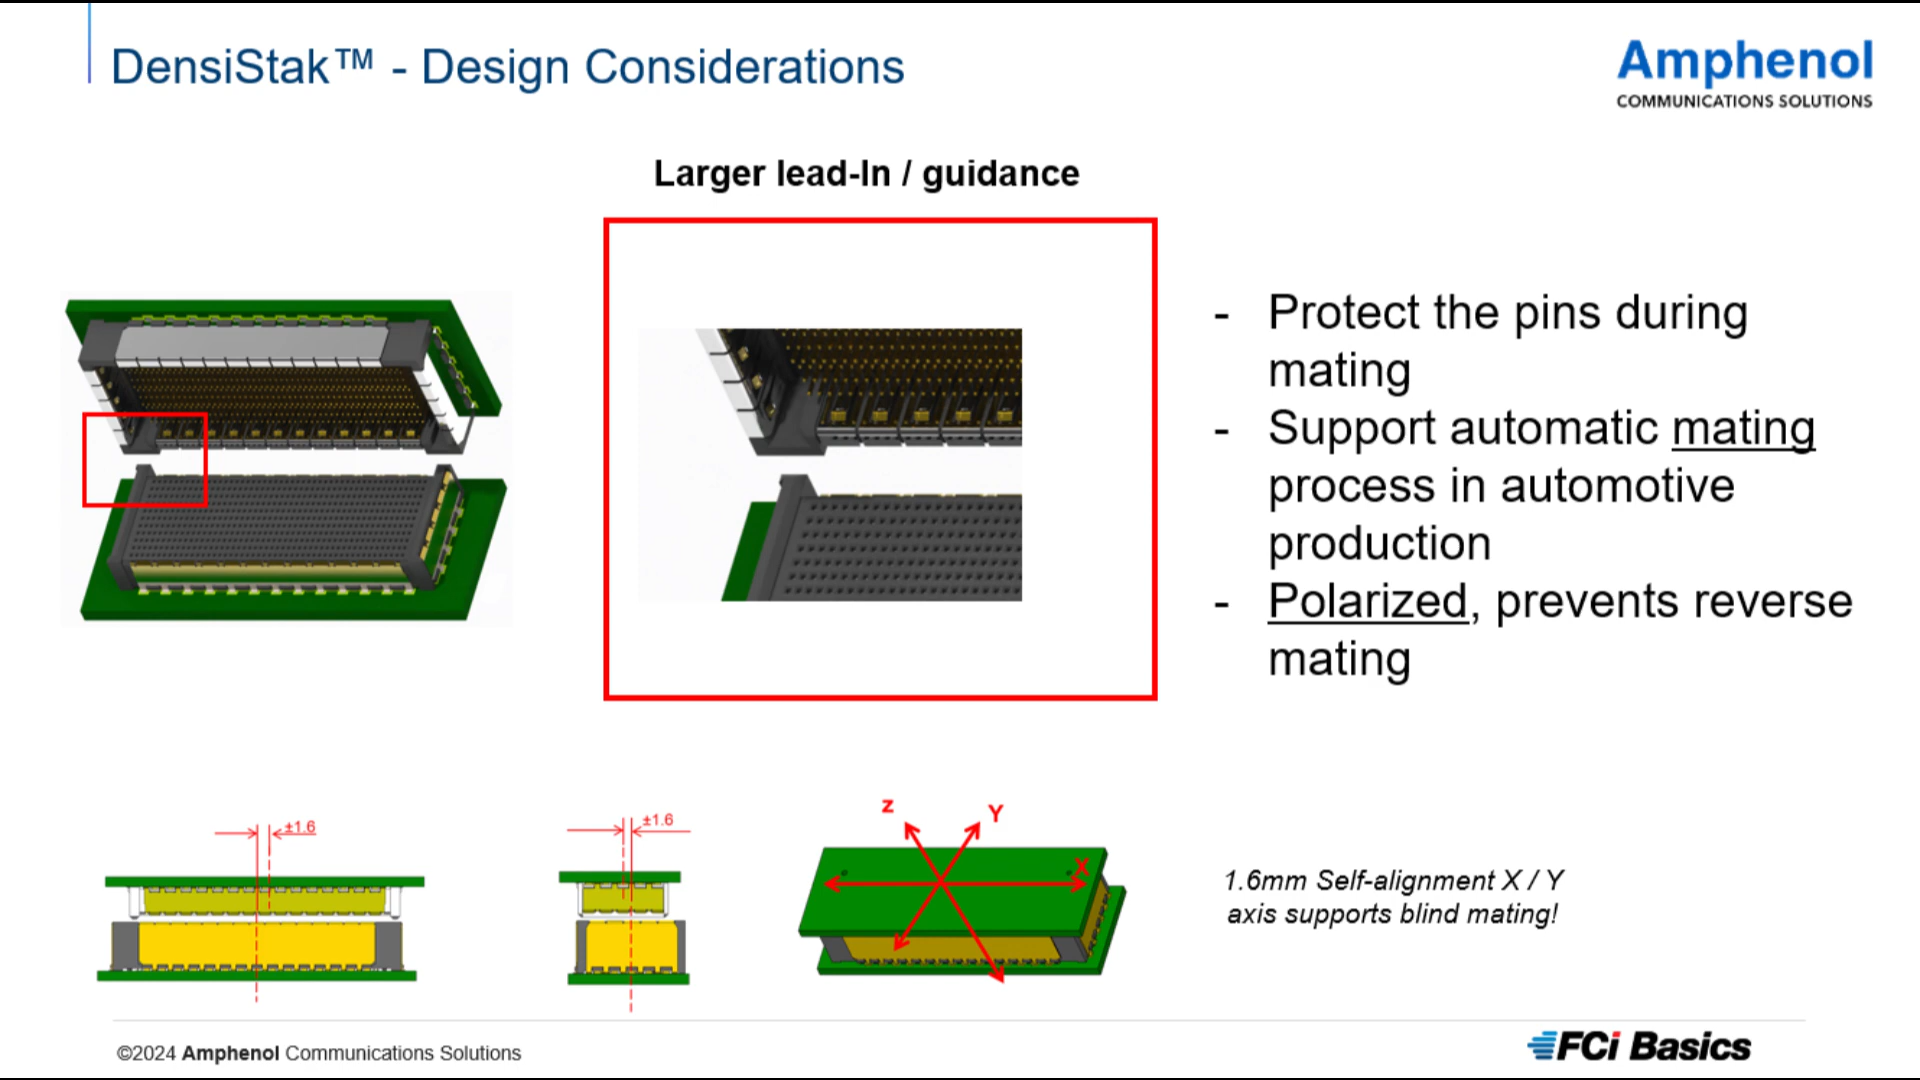 DensiStak™ - Design Considerations
Amphenol
COMMUNICATIONS SOLUTIONS
Larger lead-In / guidance
- Protect the pins during
mating
- Support automatic mating
process in automotive
production
- Polarized, prevents reverse
mating
±1.6
±1.6
z
Y
X
1.6mm Self-alignment X / Y
axis supports blind mating!
©2024 Amphenol Communications Solutions
FCi Basics